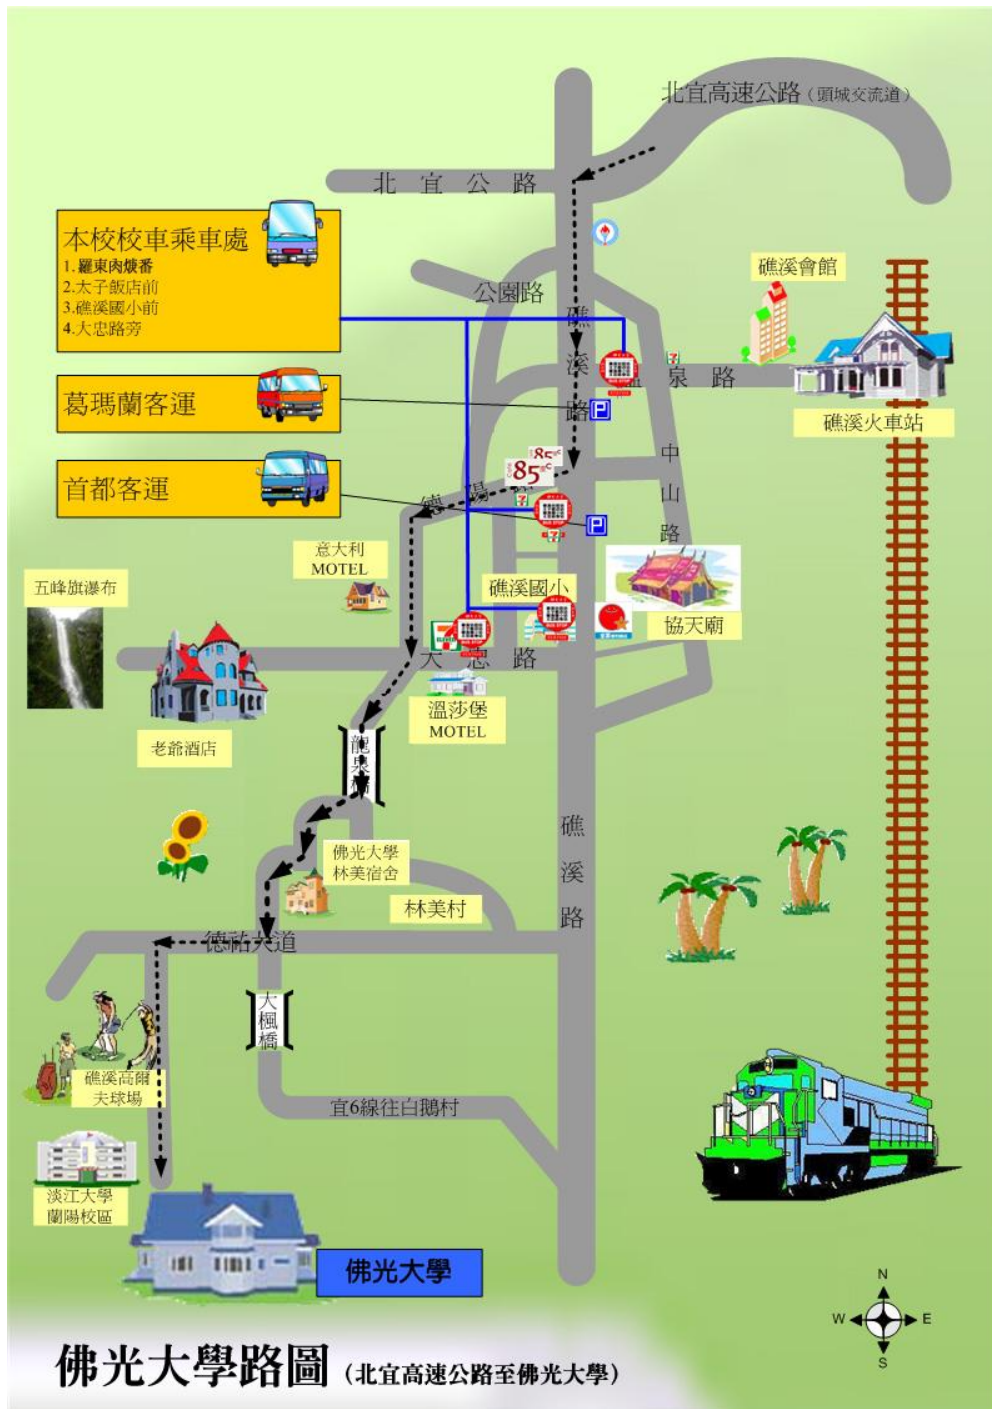 北宜高速公路（頭城交流道）
北宜公路
本校校車乘車處
1.羅東肉焿番
2.太子飯店前
3.礁溪國小前
4.大忠路旁
公園路
礁溪會館
礁溪路
溫泉路
葛瑪蘭客運
礁溪火車站
85°C
85°C
中山路
首都客運
德陽路
意大利
MOTEL
五峰旗瀑布
礁溪國小
協天廟
7
ELEVEN
大忠路
溫莎堡
MOTEL
老爺酒店
龍泉橋
礁溪路
佛光大學
林美宿舍
林美村
德祐大道
大楓橋
礁溪高爾
夫球場
宜6線往白鵝村
淡江大學
蘭陽校區
佛光大學
N
W
E
S
佛光大學路圖（北宜高速公路至佛光大學）